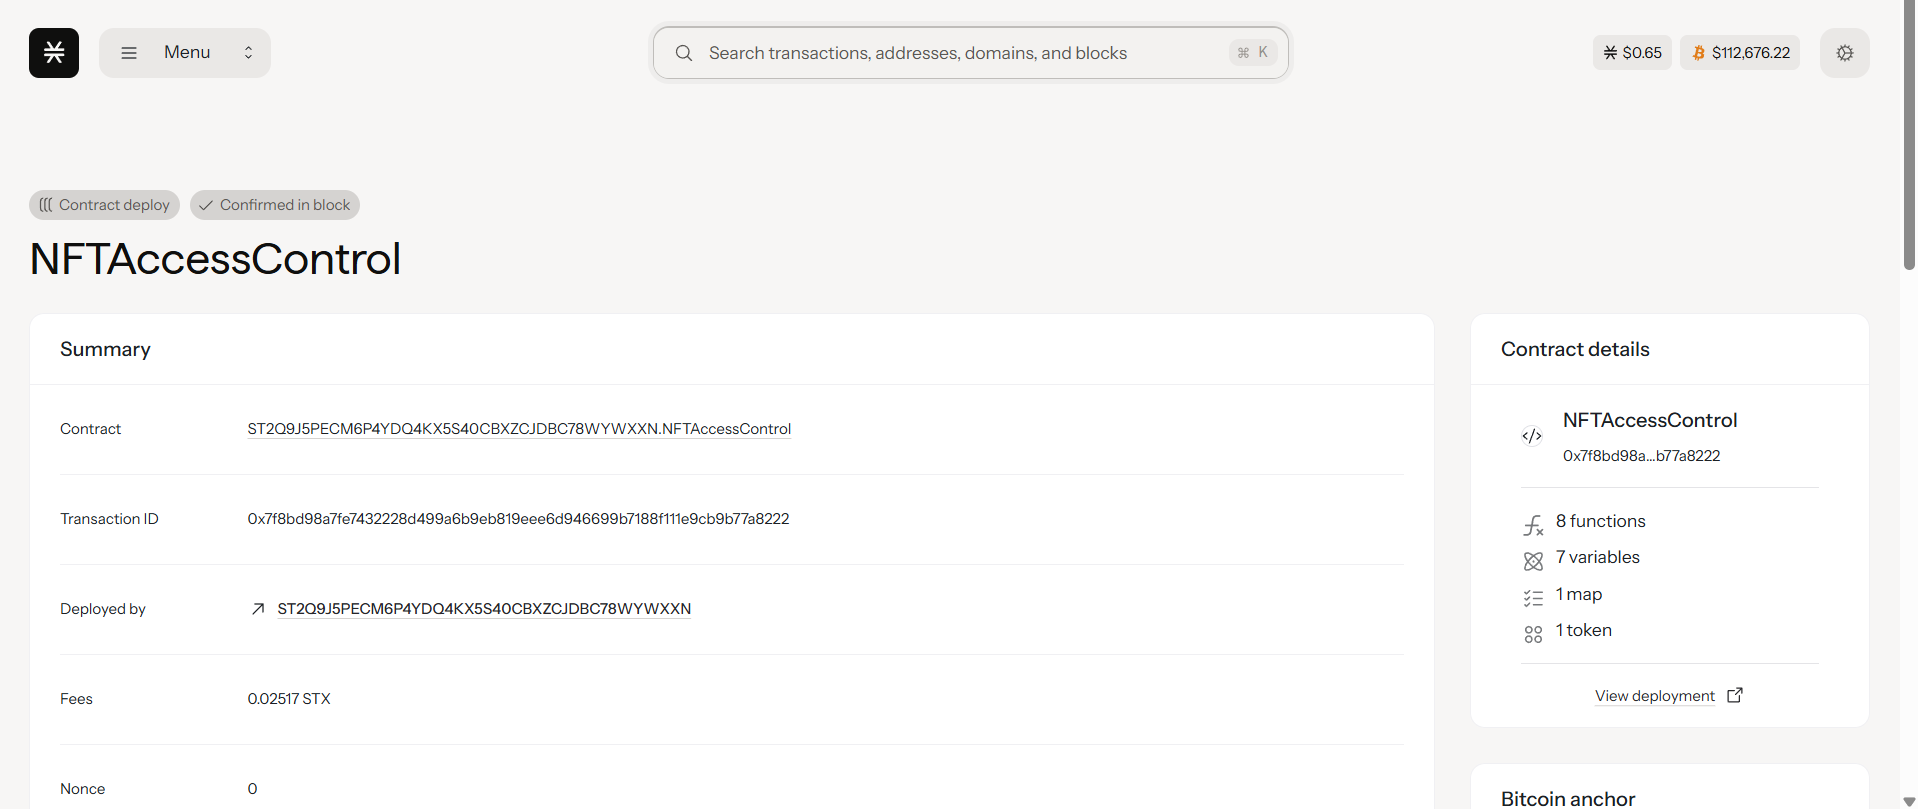 Menu
Search transactions, addresses, domains, and blocks
⌘ K
$0.65
$112,676.22
Contract deploy
Confirmed in block
NFTAccessControl
Summary
Contract
ST2Q9J5PECM6P4YDQ4KX5S40CBXZCJDBC78WYWXXN.NFTAccessControl
Transaction ID
0x7f8bd98a7fe7432228d499a6b9eb819eee6d946699b7188f111e9cb9b77a8222
Deployed by
ST2Q9J5PECM6P4YDQ4KX5S40CBXZCJDBC78WYWXXN
Fees
0.02517 STX
Nonce
0
Contract details
NFTAccessControl
0x7f8bd98a...b77a8222
8 functions
7 variables
1 map
1 token
View deployment
Bitcoin anchor